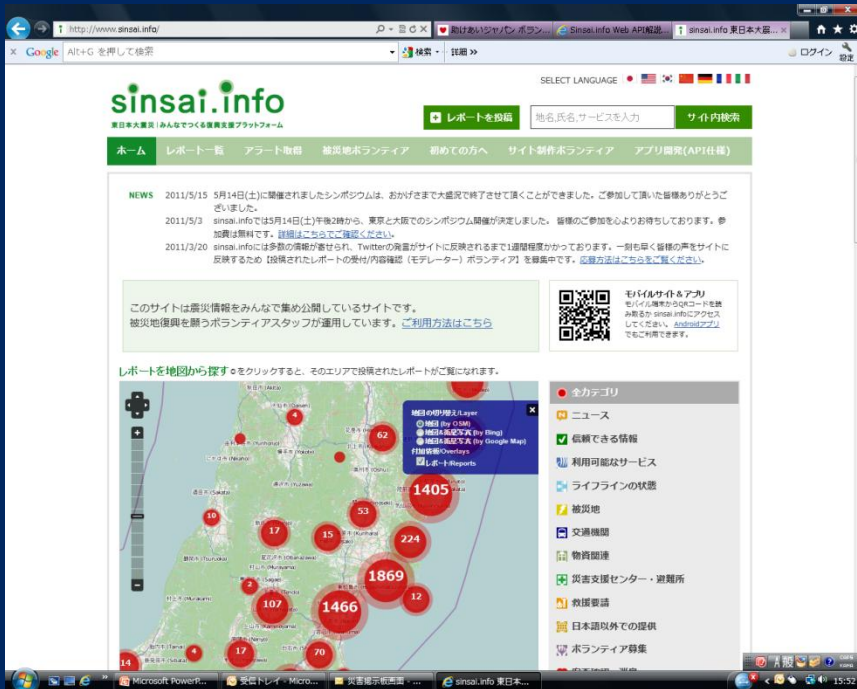 http://www.sinsai.info/
助けあいジャパン ボラン...
Sinsai.info Web API解説...
sinsai.info 東日本大震...
Google
Alt+G を押して検索
検索
詳細 >>
ログイン
設定
SELECT LANGUAGE
sinsai.info
東日本大震災 | みんなでつくる復興支援プラットフォーム
レポートを投稿
地名,氏名,サービスを入力
サイト内検索
ホーム レポート一覧 アラート取得 被災地ボランティア 初めての方へ サイト制作ボランティア アプリ開発(API仕様)
NEWS 2011/5/15 5月14日(土)に開催されましたシンポジウムは、おかげさまで大盛況で終了させて頂くことができました。ご参加して頂いた皆様ありがとうご
ざいました。
2011/5/3 sinsai.infoでは5月14日(土)午後2時から、東京と大阪でのシンポジウム開催が決定しました。 皆様のご参加を心よりお待ちしております。参
加費は無料です。詳細はこちらでご確認ください。
2011/3/20 sinsai.infoには多数の情報が寄せられ、Twitterの発言がサイトに反映されるまで1週間程度かかっております。一刻も早く皆様の声をサイトに
反映するため【投稿されたレポートの受付/内容確認(モデレーター)ボランティア】を募集中です。応募方法はこちらをご覧ください。
このサイトは震災情報をみんなで集め公開しているサイトです。
被災地復興を願うボランティアスタッフが運用しています。ご利用方法はこちら
モバイルサイト&アプリ
モバイル端末からQRコードを読
み取るか sinsai.infoにアクセス
してください。Androidアプリ
でもご利用できます。
レポートを地図から探す ○をクリックすると、そのエリアで投稿されたレポートがご覧になれます。
地図の切り替え/Layer
地図 (by OSM)
地図&航空写真 (by Bing)
地図&航空写真 (by Google Map)
付加情報/Overlays
レポート/Reports
4
62
1405
53
10
17
15
224
1869
2
107
1466
12
4
17
70
14
全カテゴリ
ニュース
信頼できる情報
利用可能なサービス
ライフラインの状態
被災地
交通機関
物資関連
災害支援センター・避難所
救援要請
日本語以外での提供
ボランティア募集
Microsoft PowerP...
受信トレイ - Micro...
災害掲示板画面 - ...
sinsai.info 東日本...
A 般
15:52